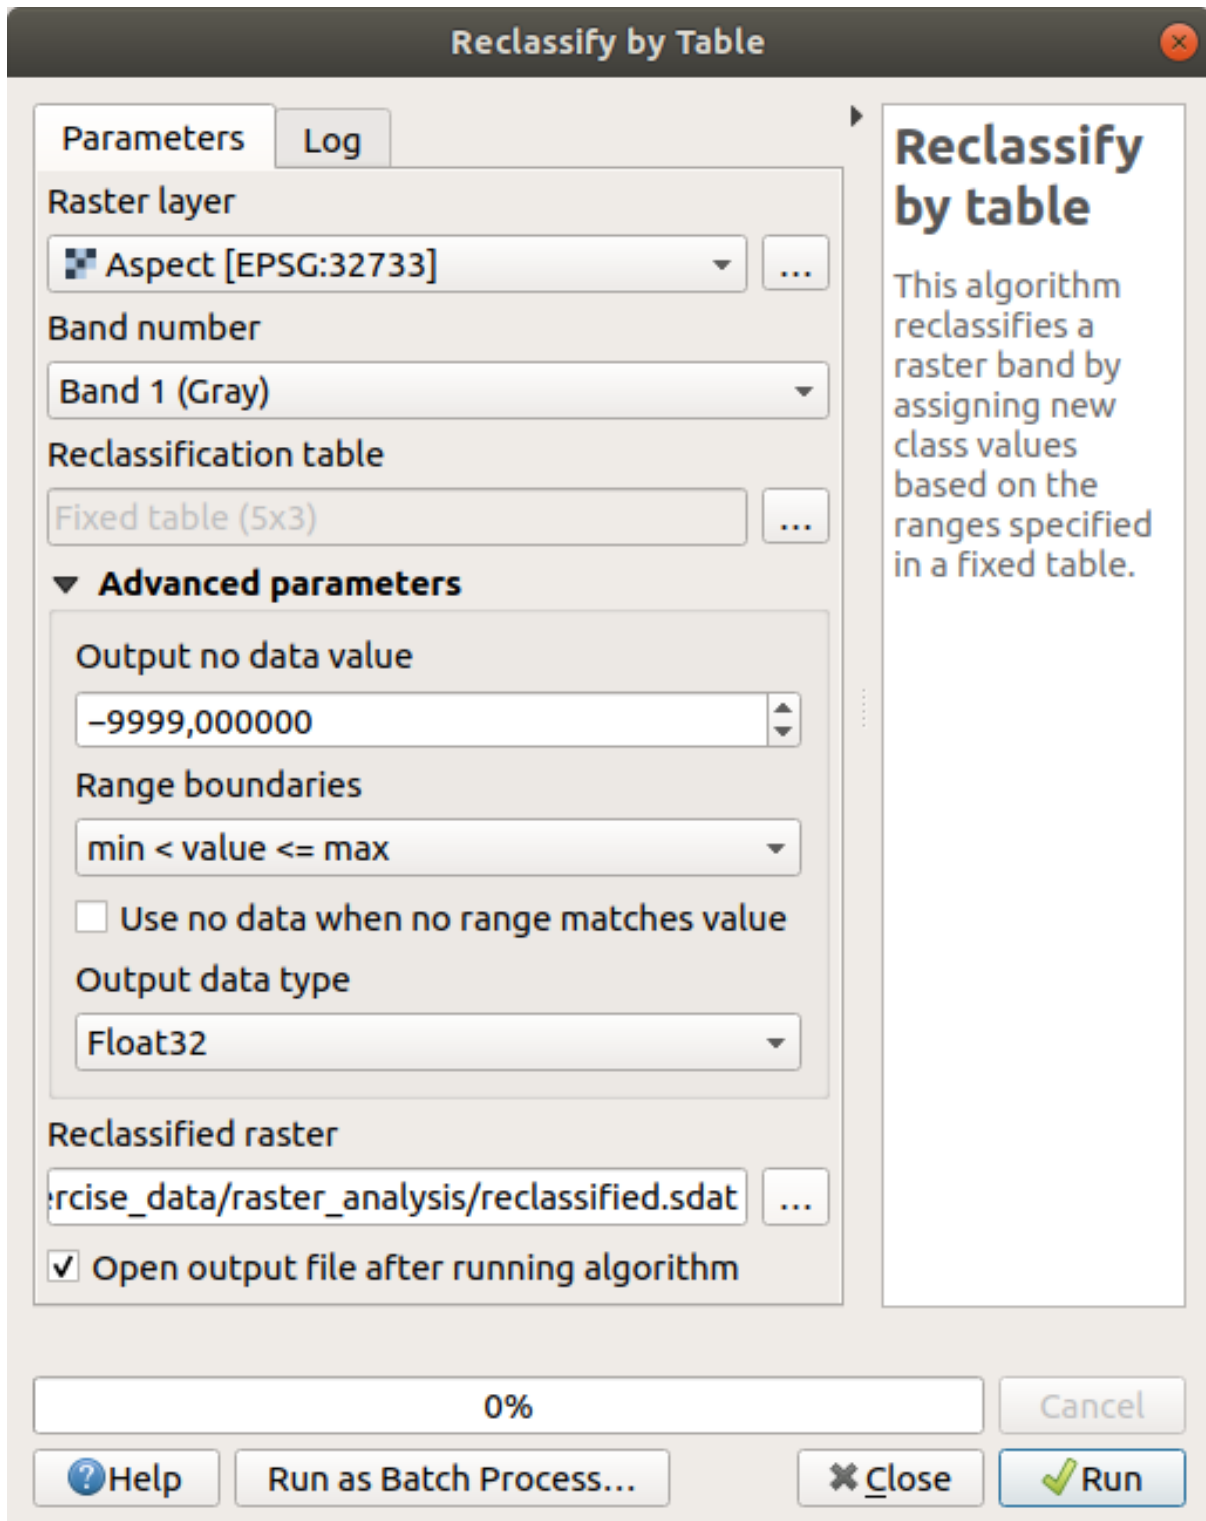 Reclassify by Table
Parameters
Log
Raster layer
Aspect [EPSG:32733]
...
Band number
Band 1 (Gray)
Reclassification table
Fixed table (5x3)
...
Advanced parameters
Output no data value
−9999,000000
Range boundaries
min < value <= max
Use no data when no range matches value
Output data type
Float32
Reclassified raster
ercise_data/raster_analysis/reclassified.sdat
...
Open output file after running algorithm
Reclassify
by table
This algorithm
reclassifies a
raster band by
assigning new
class values
based on the
ranges specified
in a fixed table.
0%
Cancel
Help
Run as Batch Process...
Close
Run